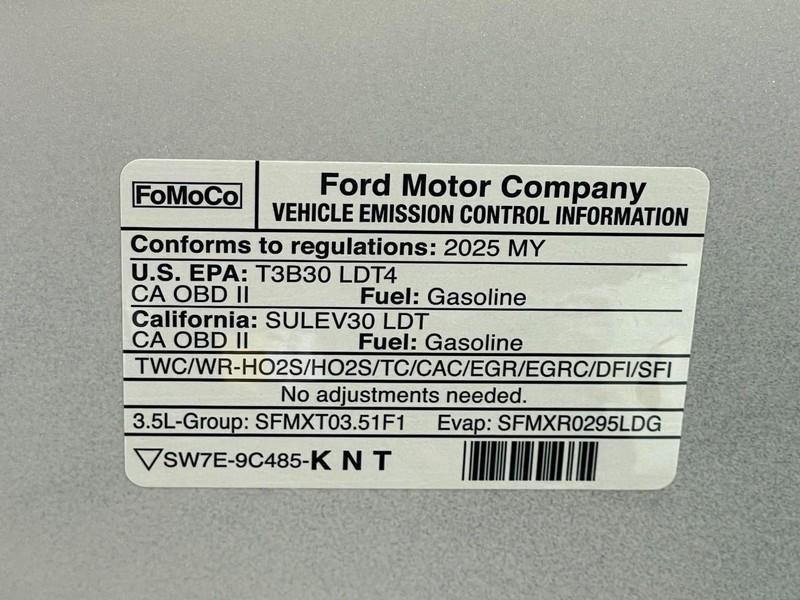 FoMoCo
Ford Motor Company
VEHICLE EMISSION CONTROL INFORMATION
Conforms to regulations: 2025 MY
U.S. EPA: T3B30 LDT4
CA OBD II Fuel: Gasoline
California: SULEV30 LDT
CA OBD II Fuel: Gasoline
TWC/WR-HO2S/HO2S/TC/CAC/EGR/EGRC/DFI/SFI
No adjustments needed.
3.5L-Group: SFMXT03.51F1 Evap: SFMXR0295LDG
▽SW7E-9C485-K N T